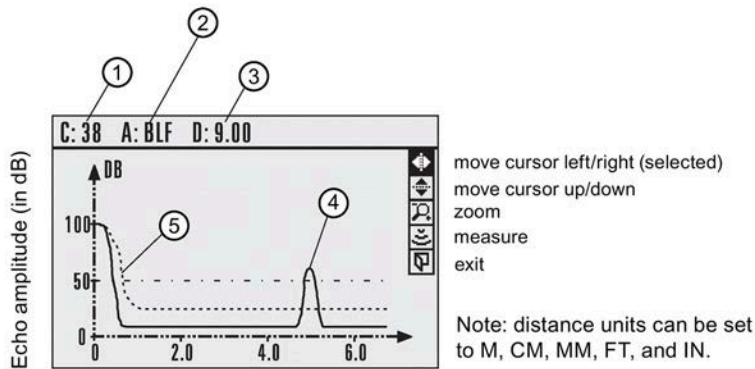 2
1
3
C: 38 A: BLF D: 9.00
Echo amplitude (in dB)
DB
100
50
0
5
4
0 2.0 4.0 6.0
move cursor left/right (selected)
move cursor up/down
zoom
measure
exit
Note: distance units can be set
to M, CM, MM, FT, and IN.